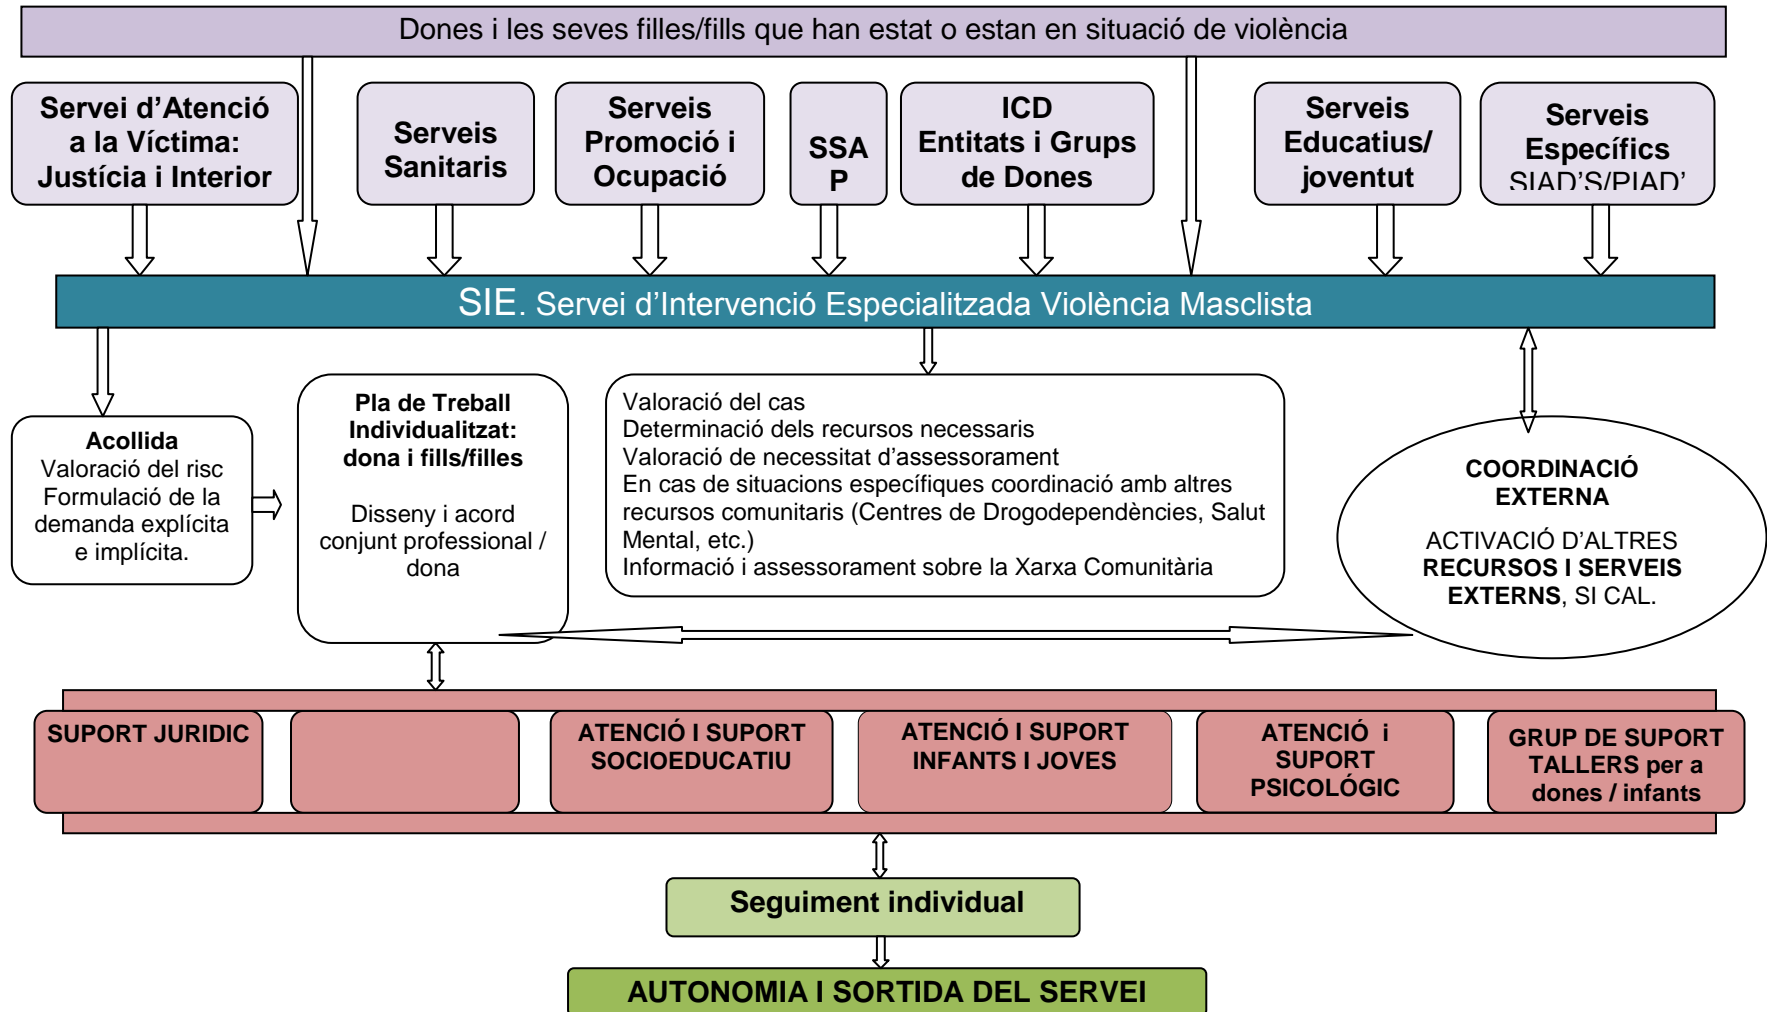 Dones i les seves filles/fills que han estat o estan en situació de violència
Servei d’Atenció
a la Víctima:
Justícia i Interior
Serveis
Sanitaris
Serveis
Promoció i
Ocupació
SSA
P
ICD
Entitats i Grups
de Dones
Serveis
Educatius/
joventut
Serveis
Específics
SIAD’S/PIAD’
SIE. Servei d’Intervenció Especialitzada Violència Masclista
Acollida
Valoració del risc
Formulació de la
demanda explícita
e implícita.
Pla de Treball
Individualitzat:
dona i fills/filles
Disseny i acord
conjunt professional /
dona
Valoració del cas
Determinació dels recursos necessaris
Valoració de necessitat d’assessorament
En cas de situacions específiques coordinació amb altres
recursos comunitaris (Centres de Drogodependències, Salut
Mental, etc.)
Informació i assessorament sobre la Xarxa Comunitària
COORDINACIÓ
EXTERNA
ACTIVACIÓ D’ALTRES
RECURSOS I SERVEIS
EXTERNS, SI CAL.
SUPORT JURIDIC
ATENCIÓ I SUPORT
SOCIOEDUCATIU
ATENCIÓ I SUPORT
INFANTS I JOVES
ATENCIÓ i
SUPORT
PSICOLÓGIC
GRUP DE SUPORT
TALLERS per a
dones / infants
Seguiment individual
AUTONOMIA I SORTIDA DEL SERVEI